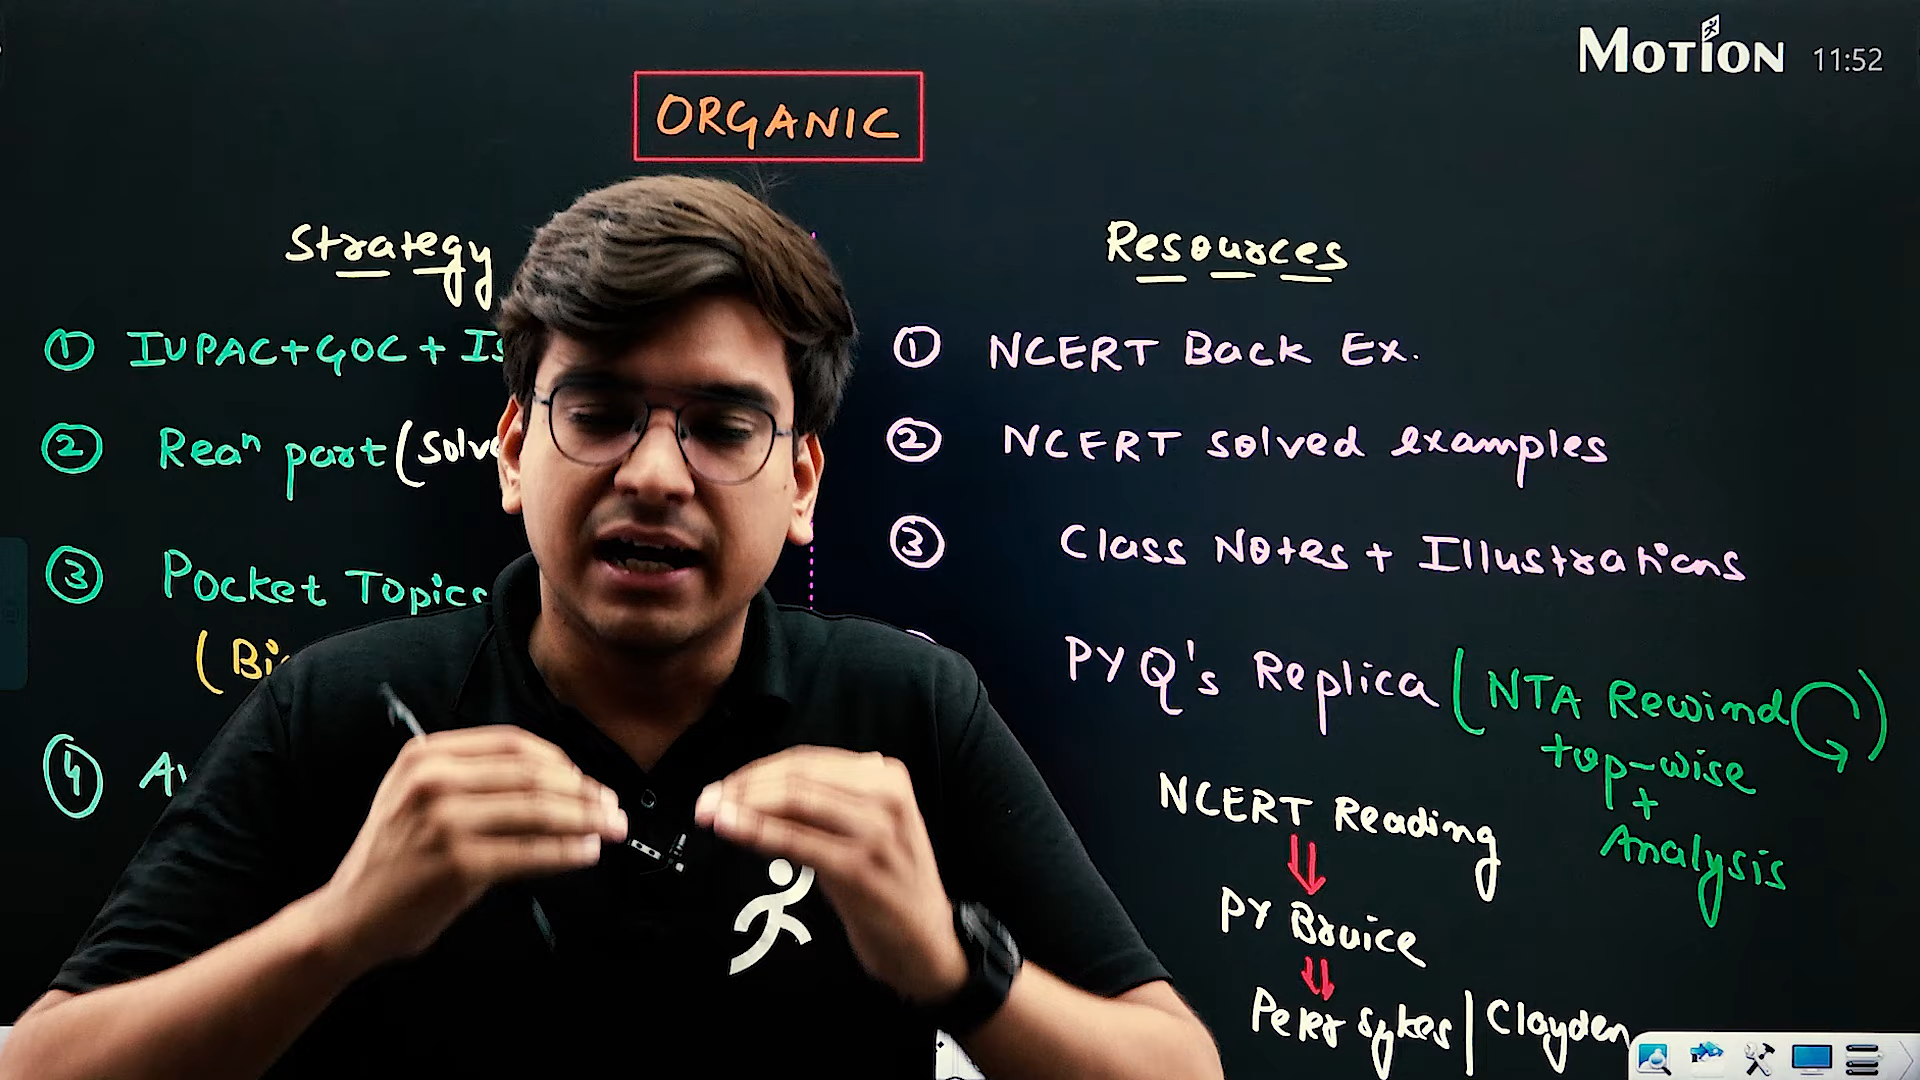 MOTION 11:52
ORGANIC
Strategy
① IUPAC+GOC + Is
② Reaⁿ part (Solve
③ Pocket Topics
(Bi
④ Av
Resources
① NCERT Back Ex.
② NCERT solved examples
③ Class Notes + Illustrations
PYQ's Replica (NTA Rewind)
top-wise
+
Analysis
NCERT Reading
⇓
PY Bruice
⇓
Peter Sykes | Clayden